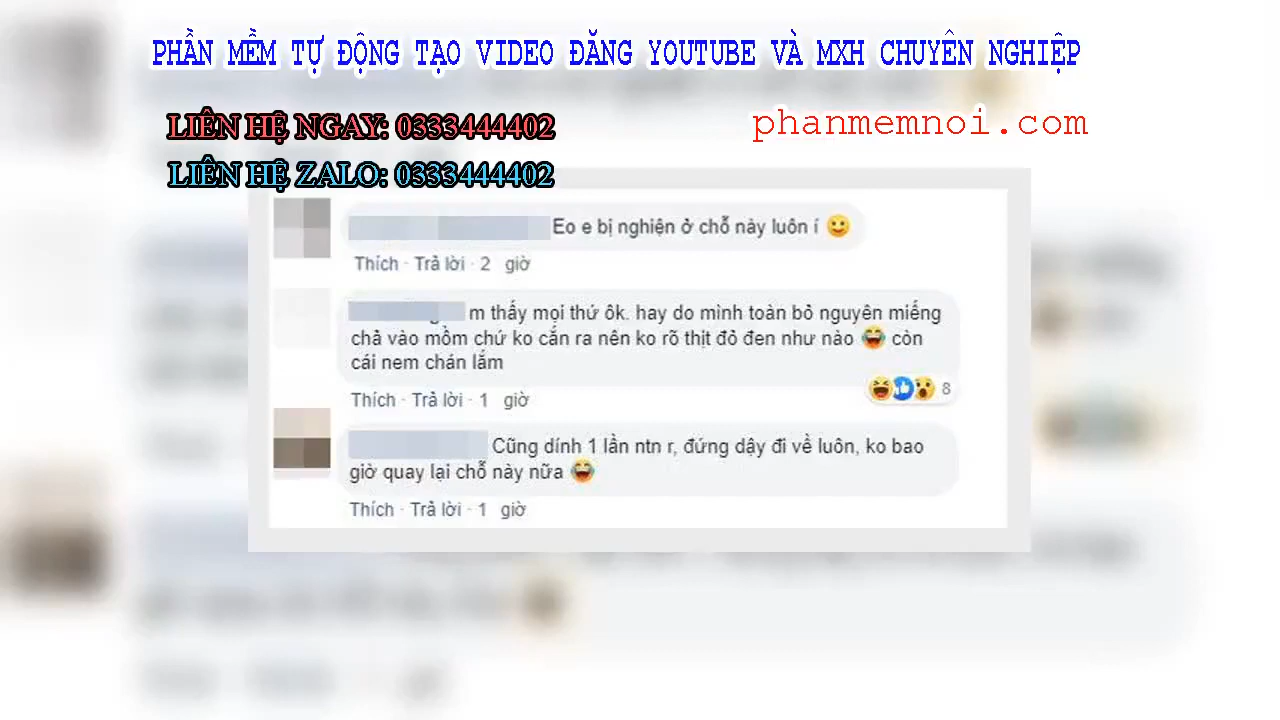 PHẦN MỀM TỰ ĐỘNG TẠO VIDEO ĐĂNG YOUTUBE VÀ MXH CHUYÊN NGHIỆP
LIÊN HỆ NGAY: 0333444402
phanmemnoi.com
LIÊN HỆ ZALO: 0333444402
Eo e bị nghiện ở chỗ này luôn í
Thích · Trả lời · 2 giờ
m thấy mọi thứ ôk. hay do mình toàn bỏ nguyên miếng
chả vào mồm chứ ko cắn ra nên ko rõ thịt đỏ đen như nào 😂 còn
cái nem chán lắm
8
Thích · Trả lời · 1 giờ
Cũng dính 1 lần ntn r, đứng dậy đi về luôn, ko bao
giờ quay lại chỗ này nữa 😂
Thích · Trả lời · 1 giờ